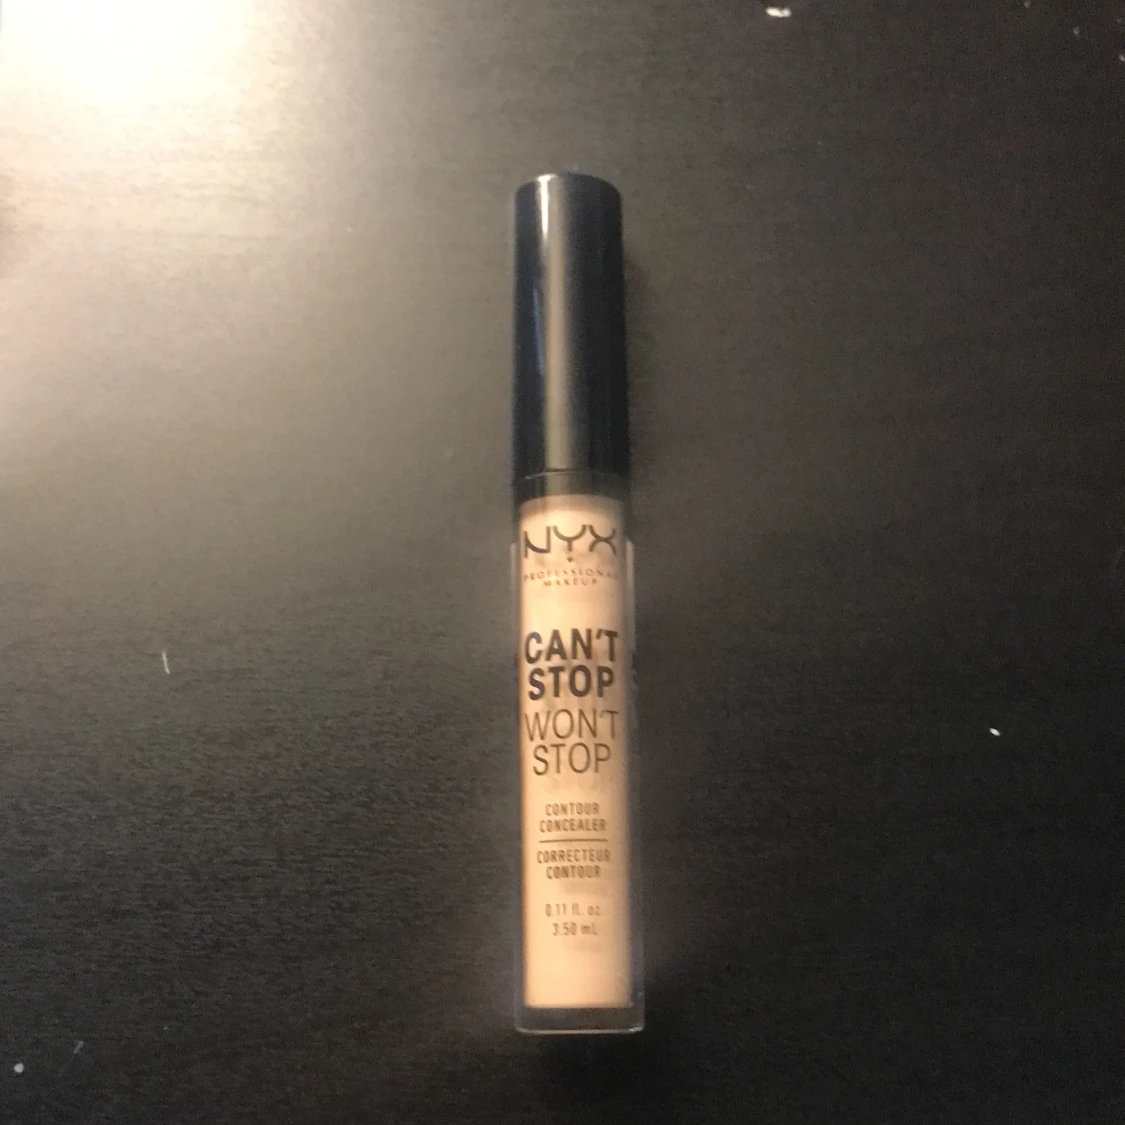 NYX
PROFESSIONAL
MAKEUP
CAN'T
STOP
WON'T
STOP
CONTOUR
CONCEALER
CORRECTEUR
CONTOUR
0.11 fl. oz
3.50 mL